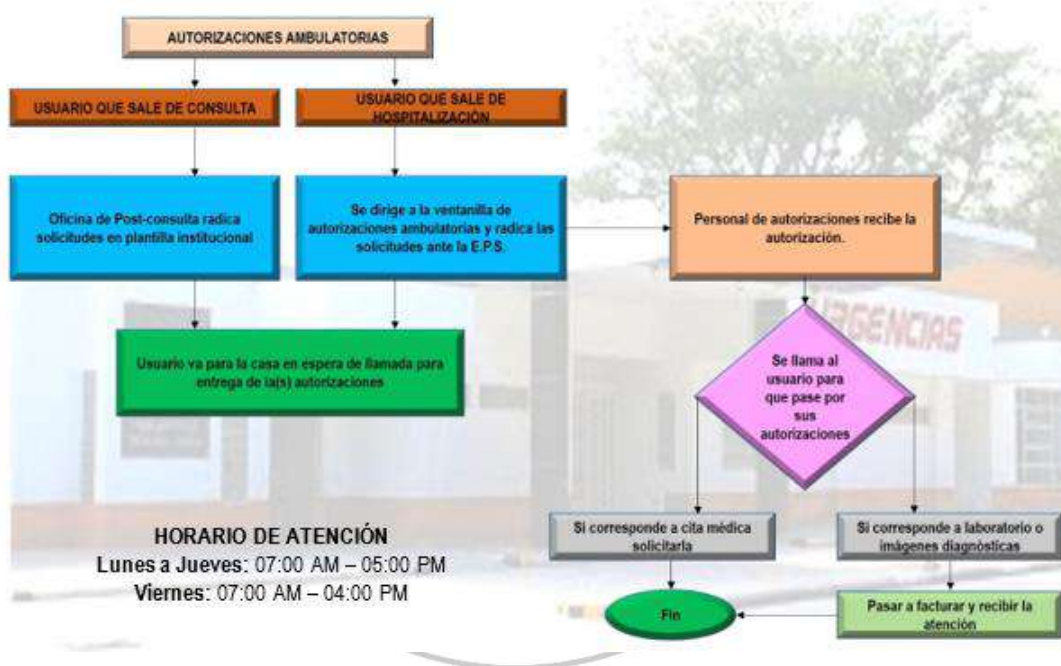 AUTORIZACIONES AMBULATORIAS
USUARIO QUE SALE DE CONSULTA
USUARIO QUE SALE DE
HOSPITALIZACIÓN
Oficina de Post-consulta radica
solicitudes en plantilla institucional
Se dirige a la ventanilla de
autorizaciones ambulatorias y radica las
solicitudes ante la E.P.S.
Personal de autorizaciones recibe la
autorización.
Usuario va para la casa en espera de llamada para
entrega de la(s) autorizaciones
URGENCIAS
Se llama al
usuario para
que pase por
sus
autorizaciones
Si corresponde a cita médica
solicitarla
Si corresponde a laboratorio o
imágenes diagnósticas
HORARIO DE ATENCIÓN
Lunes a Jueves: 07:00 AM – 05:00 PM
Viernes: 07:00 AM – 04:00 PM
Fin
Pasar a facturar y recibir la
atención